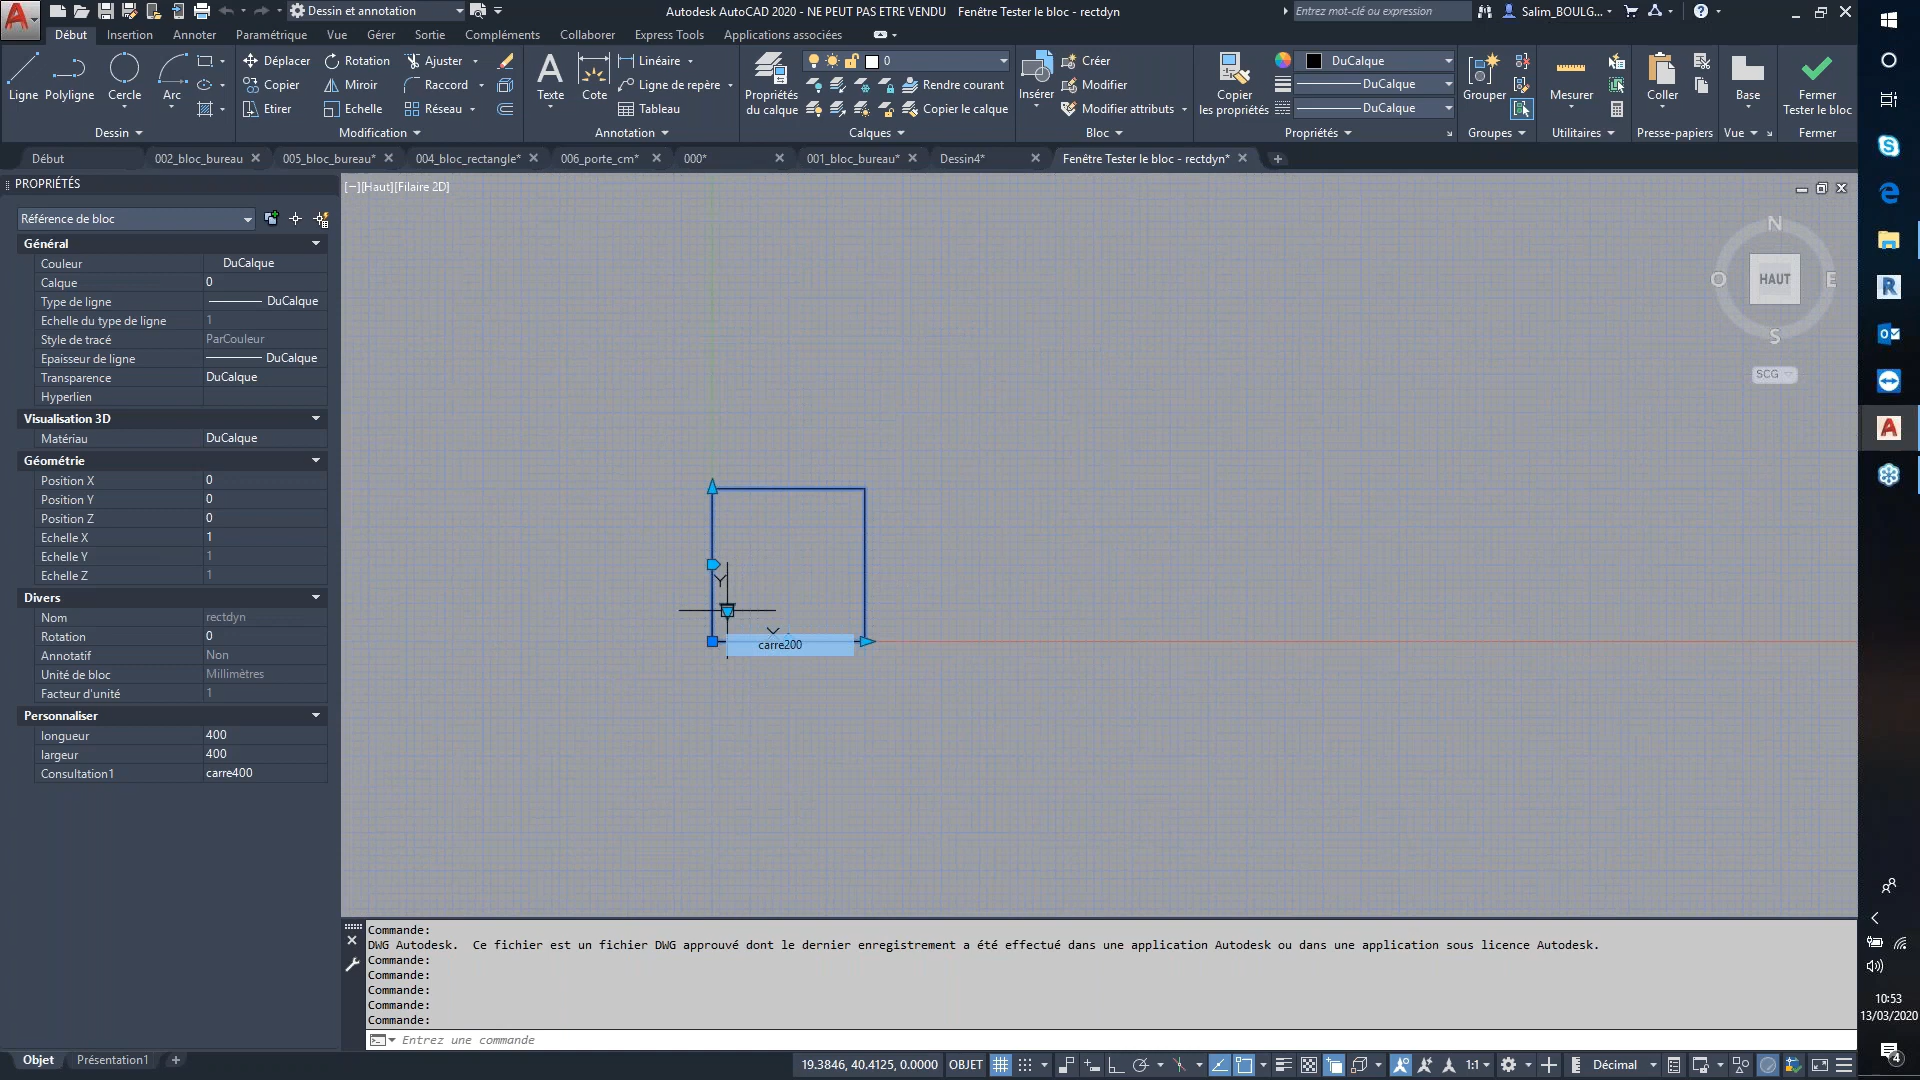 Dessin et annotation
Autodesk AutoCAD 2020 - NE PEUT PAS ETRE VENDU Fenêtre Tester le bloc - rectdyn
Entrez mot-clé ou expression
Salim_BOULG...
Début Insertion Annoter Paramétrique Vue Gérer Sortie Compléments Collaborer Express Tools Applications associées
Ligne
Polyligne
Cercle
Arc
Dessin
Déplacer
Rotation
Ajuster
Copier
Miroir
Raccord
Etirer
Echelle
Réseau
Modification
Texte
Cote
Linéaire
Ligne de repère
Tableau
Annotation
Propriétés
du calque
0
Rendre courant
Copier le calque
Calques
Insérer
Créer
Modifier
Modifier attributs
Bloc
Copier
les propriétés
DuCalque
DuCalque
DuCalque
Propriétés
Grouper
Groupes
Mesurer
Utilitaires
Coller
Presse-papiers
Base
Vue
Fermer
Tester le bloc
Fermer
Début 002_bloc_bureau 005_bloc_bureau* 004_bloc_rectangle* 006_porte_cm* 000* 001_bloc_bureau* Dessin4* Fenêtre Tester le bloc - rectdyn*
PROPRIÉTÉS
Référence de bloc
Général
Couleur DuCalque
Calque 0
Type de ligne DuCalque
Echelle du type de ligne 1
Style de tracé ParCouleur
Epaisseur de ligne DuCalque
Transparence DuCalque
Hyperlien
Visualisation 3D
Matériau DuCalque
Géométrie
Position X 0
Position Y 0
Position Z 0
Echelle X 1
Echelle Y 1
Echelle Z 1
Divers
Nom rectdyn
Rotation 0
Annotatif Non
Unité de bloc Millimètres
Facteur d'unité 1
Personnaliser
longueur 400
largeur 400
Consultation1 carre400
[−][Haut][Filaire 2D]
N
O HAUT E
S
SCG
Y
carre200
Commande:
DWG Autodesk. Ce fichier est un fichier DWG approuvé dont le dernier enregistrement a été effectué dans une application Autodesk ou dans une application sous licence Autodesk.
Commande:
Commande:
Commande:
Commande:
Commande:
Entrez une commande
Objet Présentation1
19.3846, 40.4125, 0.0000 OBJET
1:1
Décimal
10:53
13/03/2020
4